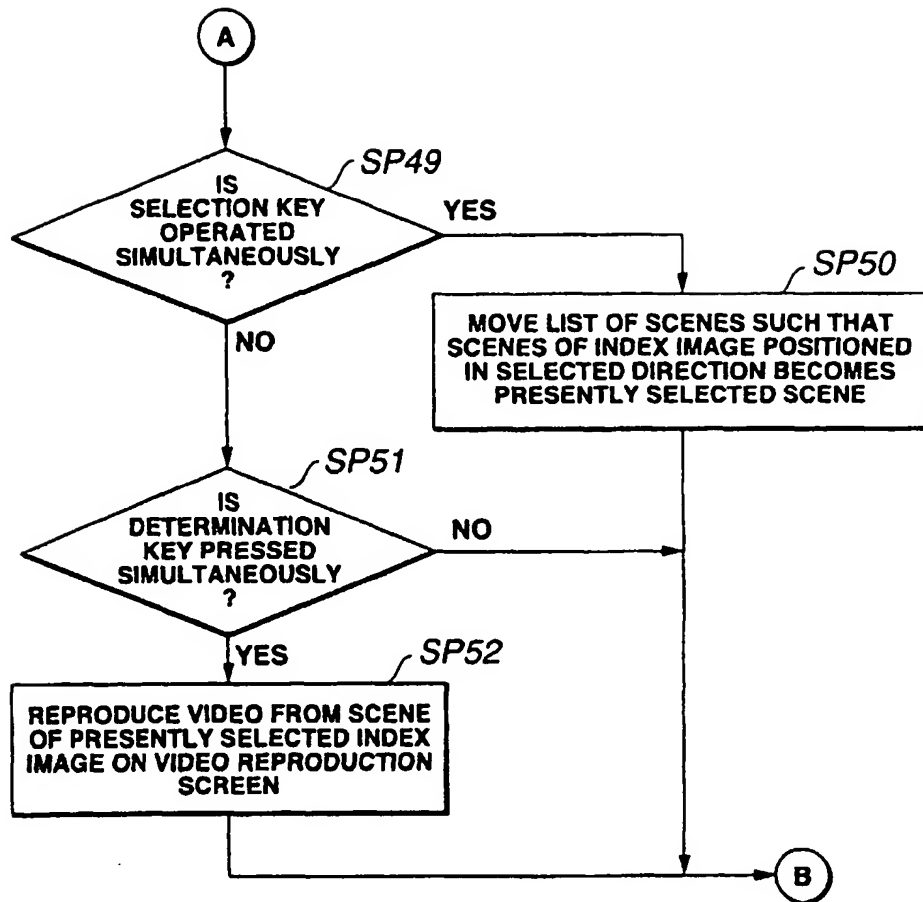 A
SP49
IS
SELECTION KEY
OPERATED
SIMULTANEOUSLY
?
YES
NO
SP50
MOVE LIST OF SCENES SUCH THAT
SCENES OF INDEX IMAGE POSITIONED
IN SELECTED DIRECTION BECOMES
PRESENTLY SELECTED SCENE
SP51
IS
DETERMINATION
KEY PRESSED
SIMULTANEOUSLY
?
NO
YES
SP52
REPRODUCE VIDEO FROM SCENE
OF PRESENTLY SELECTED INDEX
IMAGE ON VIDEO REPRODUCTION
SCREEN
B